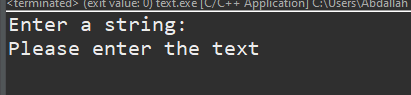 <terminated> (exit value: 0) text.exe [C/C++ Application] C:\Users\Abdallah
Enter a string:
Please enter the text